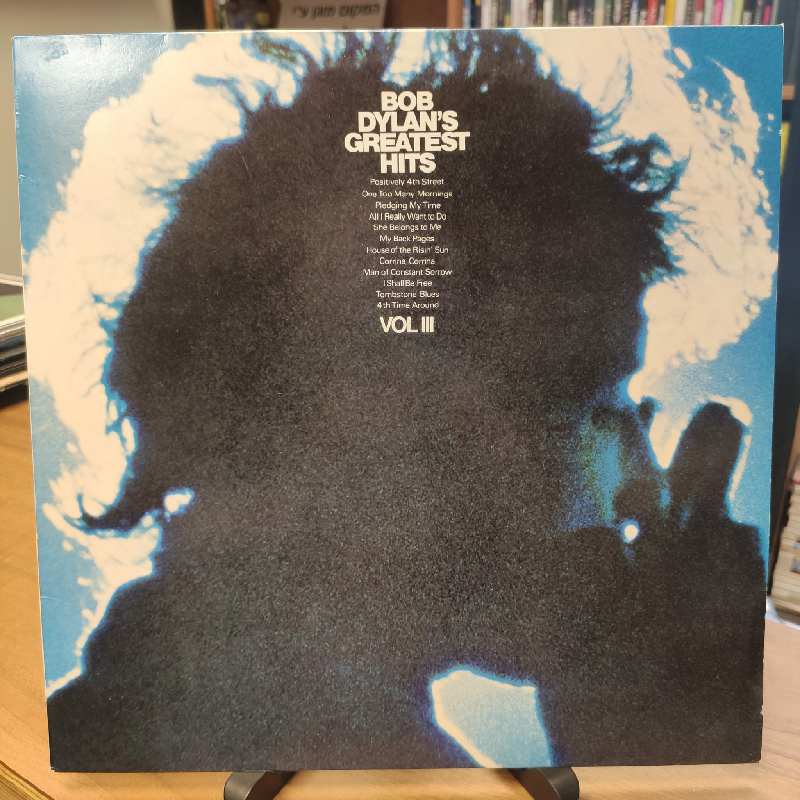 המקום מוגן ע"י
BOB
DYLAN'S
GREATEST
HITS
Positively 4th Street
One Too Many Mornings
Pledging My Time
All I Really Want to Do
She Belongs to Me
My Back Pages
House of the Risin' Sun
Corrina, Corrina
Man of Constant Sorrow
I Shall Be Free
Tombstone Blues
4th Time Around
VOL III